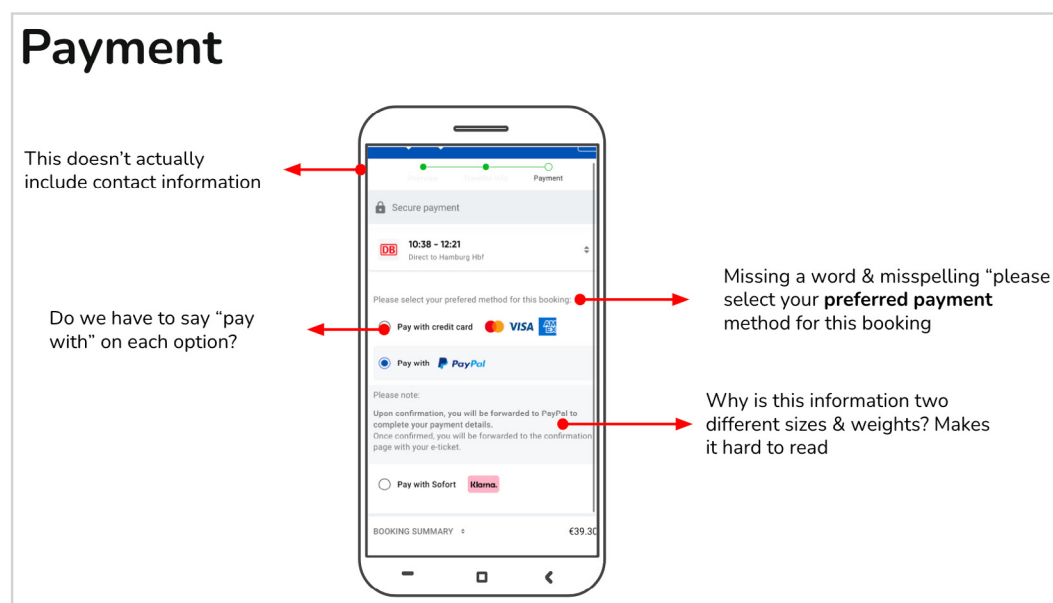 Payment
This doesn’t actually
include contact information
Payment
Secure payment
DB
10:38 - 12:21
Direct to Hamburg Hbf
Please select your prefered method for this booking:
Pay with credit card VISA AM EX
Pay with PayPal
Please note:
Upon confirmation, you will be forwarded to PayPal to
complete your payment details.
Once confirmed, you will be forwarded to the confirmation
page with your e-ticket.
Pay with Sofort Klarna.
BOOKING SUMMARY €39.30
Do we have to say “pay
with” on each option?
Missing a word & misspelling “please
select your preferred payment
method for this booking
Why is this information two
different sizes & weights? Makes
it hard to read